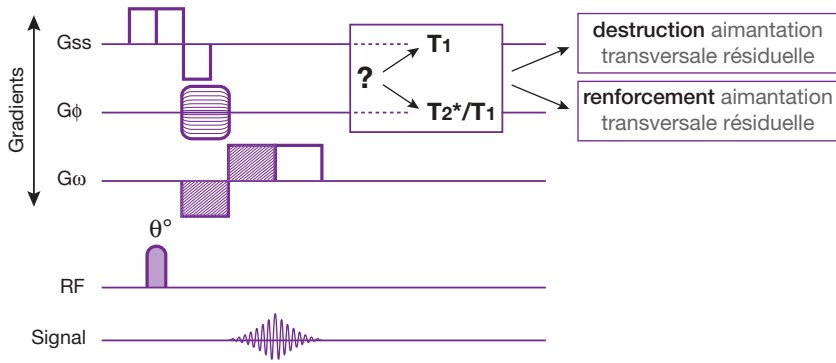 Gradients
Gss
Gϕ
Gω
RF
Signal
θ°
?
T1
T2*/T1
destruction aimantation
transversale résiduelle
renforcement aimantation
transversale résiduelle